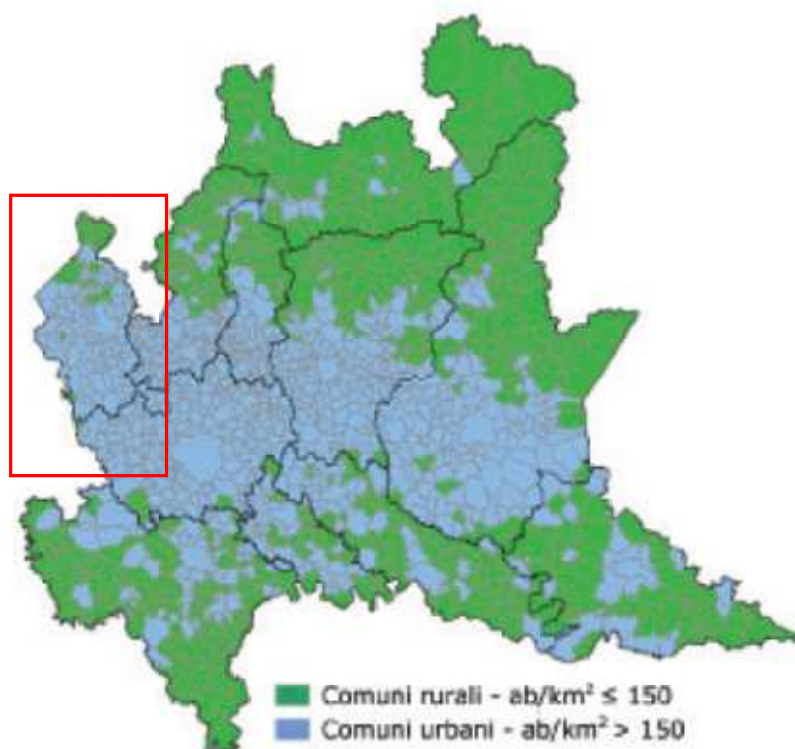 Comuni rurali - ab/km² ≤ 150
Comuni urbani - ab/km² > 150